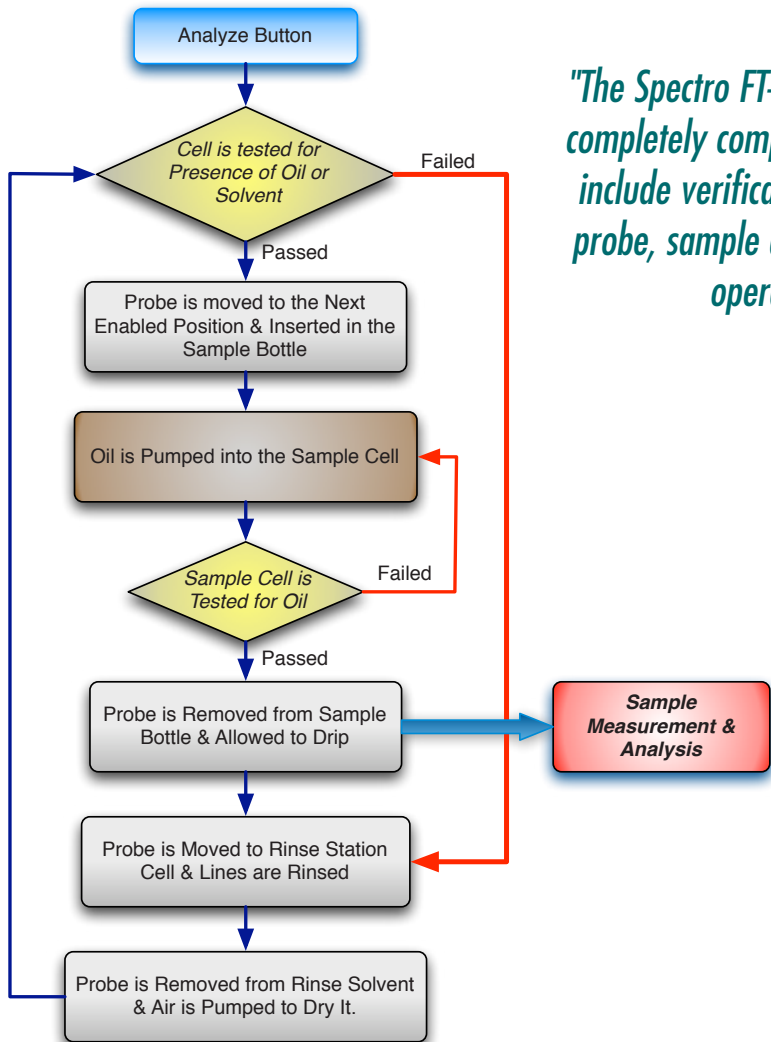 Analyze Button
Cell is tested for
Presence of Oil or
Solvent
Failed
Passed
Probe is moved to the Next
Enabled Position & Inserted in the
Sample Bottle
Oil is Pumped into the Sample Cell
Sample Cell is
Tested for Oil
Failed
Passed
Probe is Removed from Sample
Bottle & Allowed to Drip
Sample
Measurement &
Analysis
Probe is Moved to Rinse Station
Cell & Lines are Rinsed
Probe is Removed from Rinse Solvent
& Air is Pumped to Dry It.
"The Spectro FT-
completely comp
include verifica
probe, sample
oper